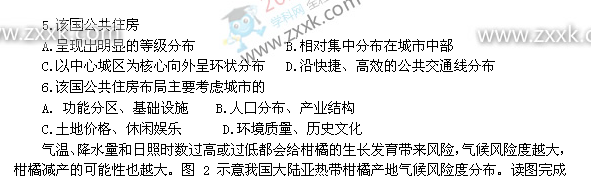 5.该国公共住房
A.呈现出明显的等级分布 B.相对集中分布在城市中部
C.以中心城区为核心向外呈环状分布 D.沿快捷、高效的公共交通线分布
6.该国公共住房布局主要考虑城市的
A. 功能分区、基础设施 B.人口分布、产业结构
C.土地价格、休闲娱乐 D.环境质量、历史文化
气温、降水量和日照时数过高或过低都会给柑橘的生长发育带来风险,气候风险度越大,
柑橘减产的可能性也越大。图 2 示意我国大陆亚热带柑橘产地气候风险度分布。读图完成
www.zxxk.com
学科网
www.zxxk.com